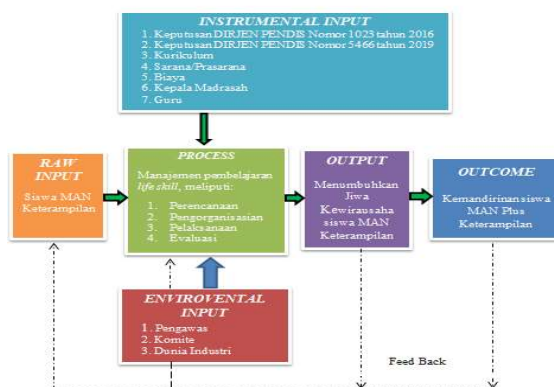 INSTRUMENTAL INPUT
1. Keputusan DIRJEN PENDIS Nomor 1023 tahun 2016
2. Keputusan DIRJEN PENDIS Nomor 5466 tahun 2019
3. Kurikulum
4. Sarana/Prasarana
5. Biaya
6. Kepala Madrasah
7. Guru
RAW
INPUT
Siswa MAN
Keterampilan
PROCESS
Manajemen pembelajaran
life skill, meliputi:
1. Perencanaan
2. Pengorganisasian
3. Pelaksanaan
4. Evaluasi
OUTPUT
Menumbuhkan
Jiwa
Kewirausaha
siswa MAN
Keterampilan
OUTCOME
Kemandirinan siswa
MAN Plus
Keterampilan
ENVIROVENTAL
INPUT
1. Pengawas
2. Komite
3. Dunia Industri
Feed Back